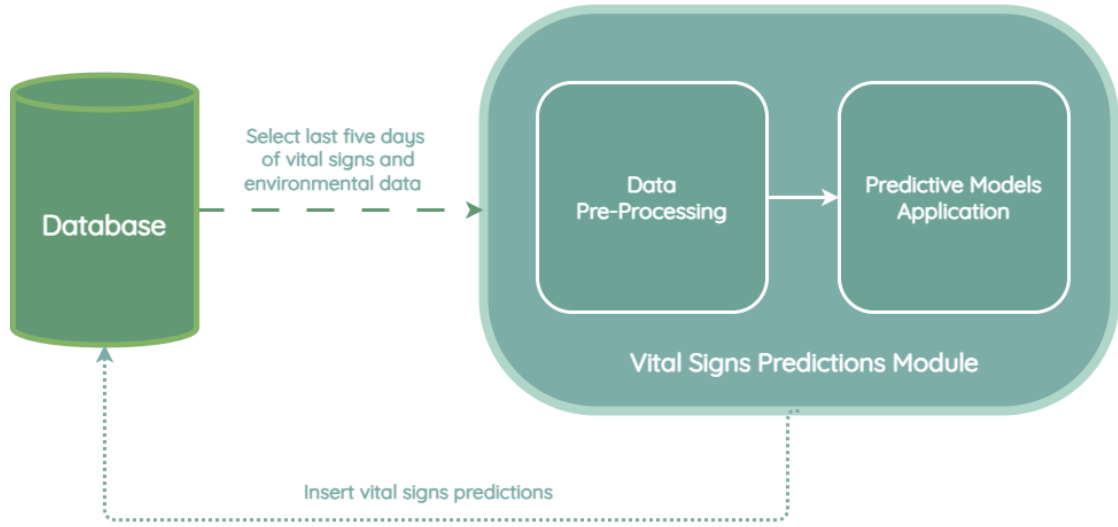 Select last five days
of vital signs and
environmental data
Database
Data
Pre-Processing
Predictive Models
Application
Vital Signs Predictions Module
Insert vital signs predictions